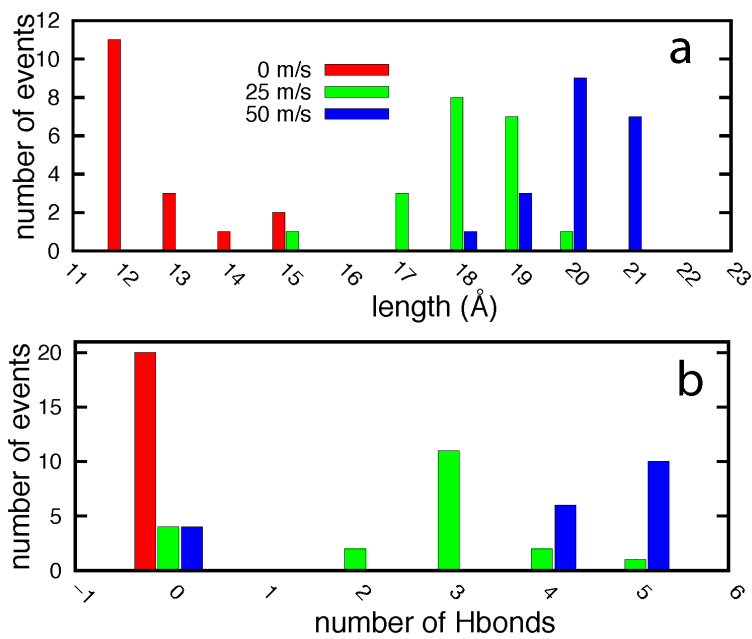 12
10
8
6
4
2
0
number of events
a
0 m/s
25 m/s
50 m/s
11 12 13 14 15 16 17 18 19 20 21 22 23
length (Å)
20
15
10
5
0
number of events
b
−1 0 1 2 3 4 5 6
number of Hbonds